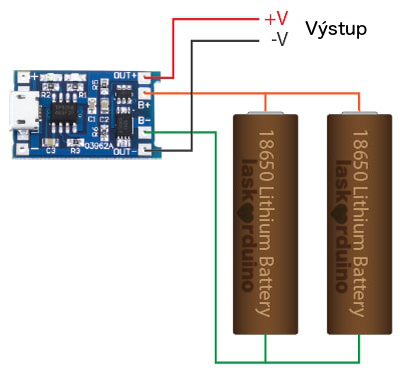 +V
-V
Výstup
+
OUT+
R5
R2
R1
B+
C1
C2
B-
R6
03962A
C3
R3
-
OUT-
18650 Lithium Battery
laskarduino
18650 Lithium Battery
laskarduino